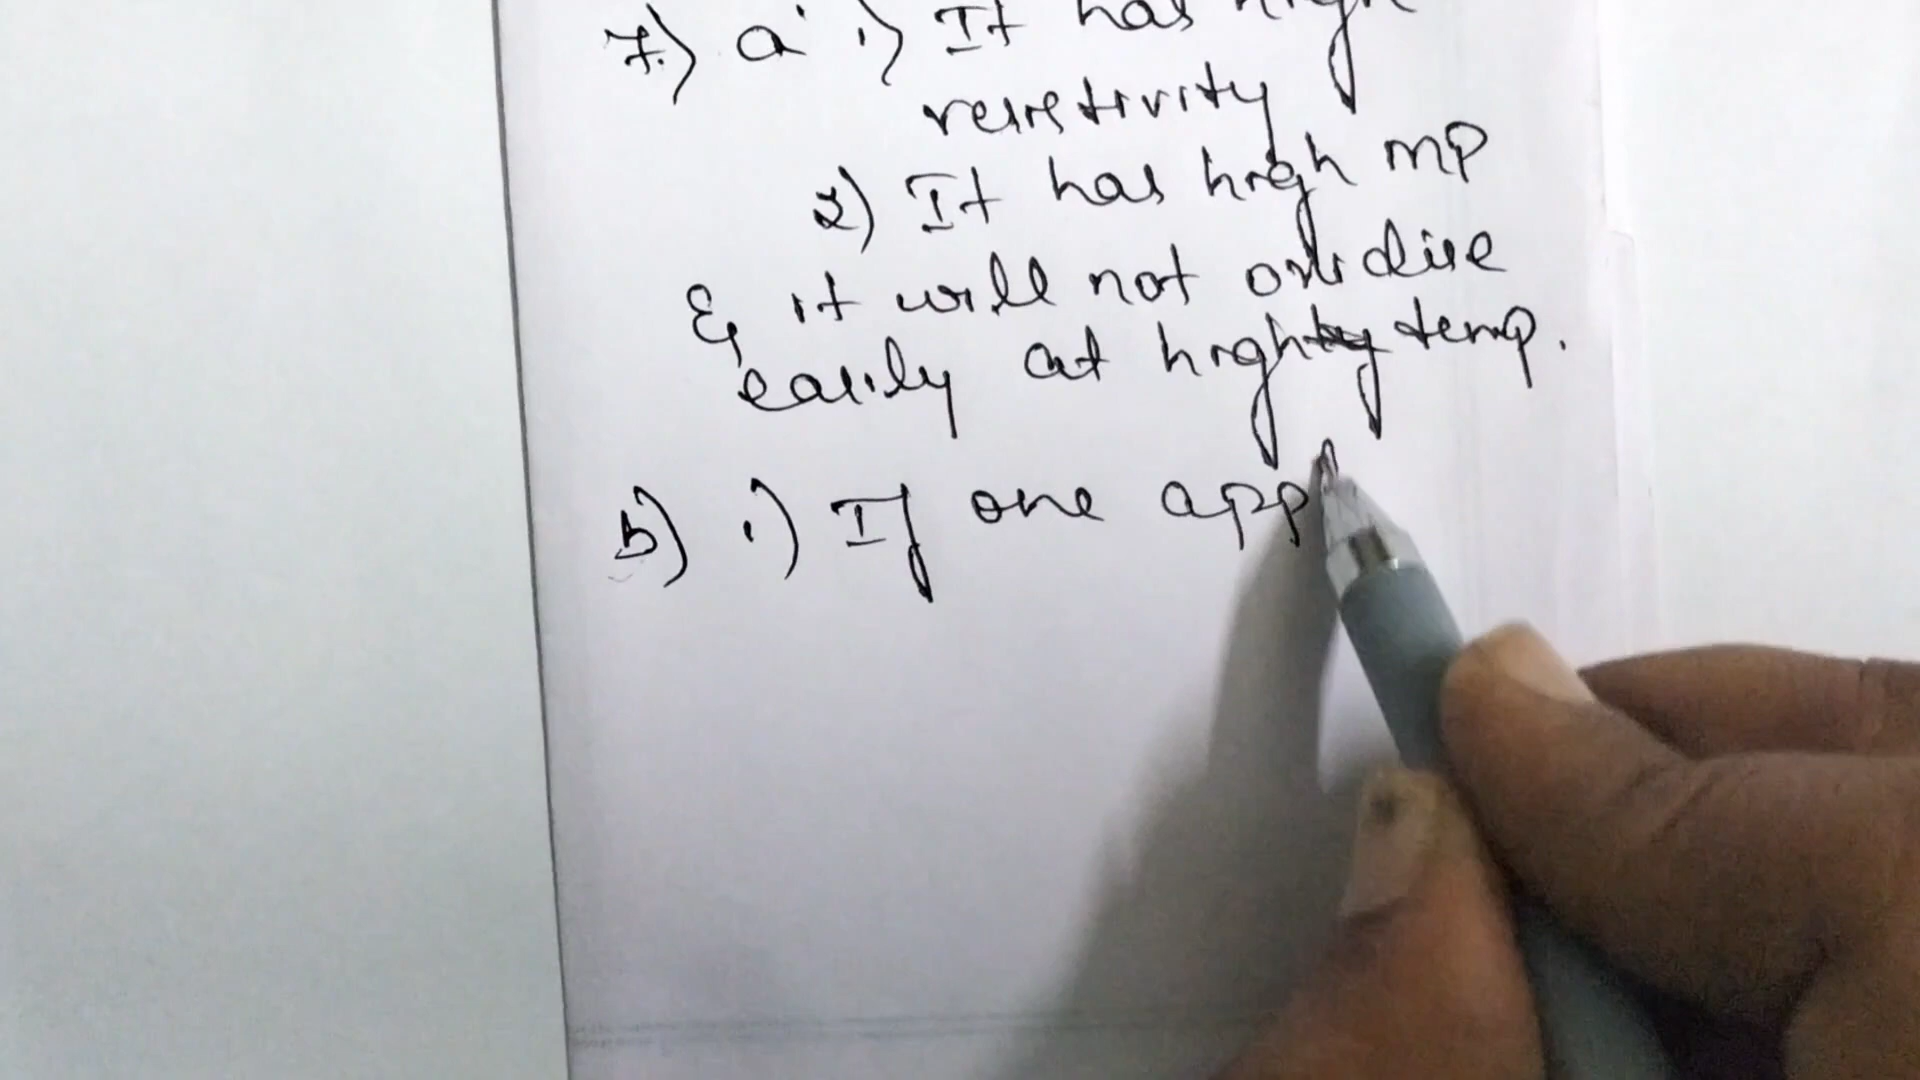 7.) a i) It has high
resistivity
2) It has high mp
& it will not oxidise
easily at high temp.
b) i) If one app